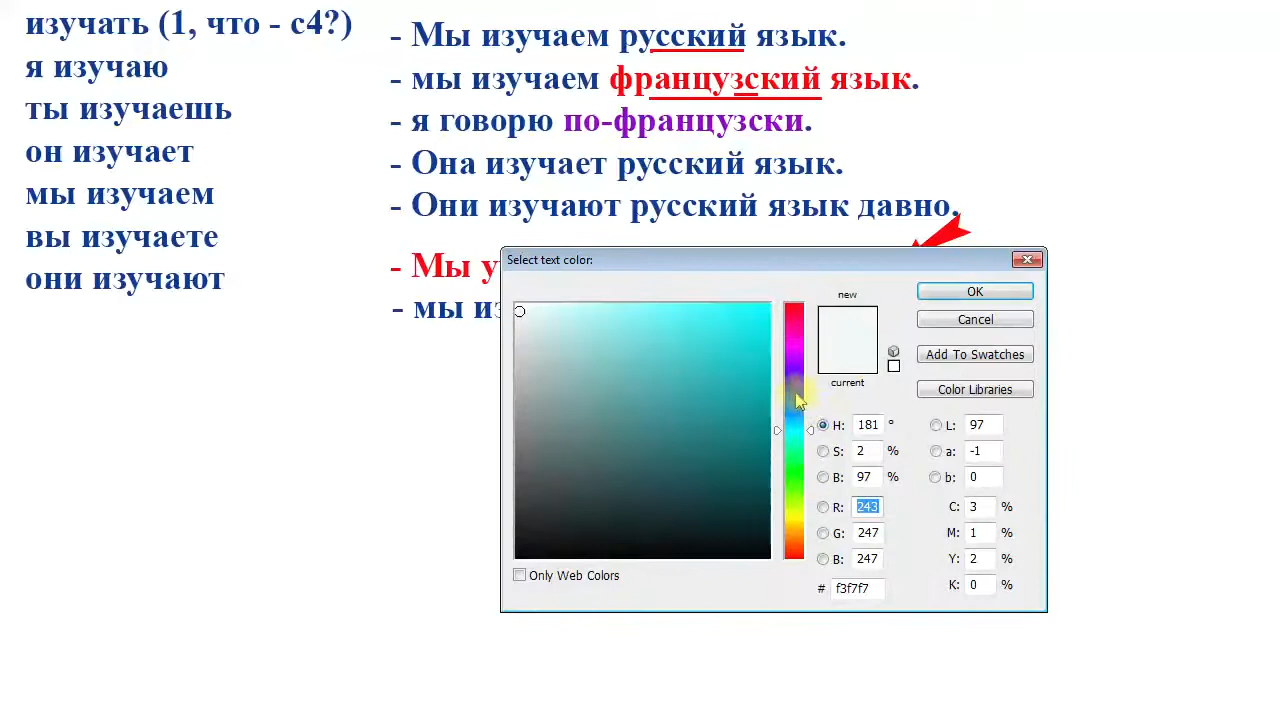 изучать (1, что - с4?)
я изучаю
ты изучаешь
он изучает
мы изучаем
вы изучаете
они изучают
- Мы изучаем русский язык.
- мы изучаем французский язык.
- я говорю по-французски.
- Она изучает русский язык.
- Они изучают русский язык давно.
- Мы у
- мы из
Select text color:
new
current
OK
Cancel
Add To Swatches
Color Libraries
H: 181 °
S: 2 %
B: 97 %
R: 243
G: 247
B: 247
# f3f7f7
L: 97
a: -1
b: 0
C: 3 %
M: 1 %
Y: 2 %
K: 0 %
Only Web Colors